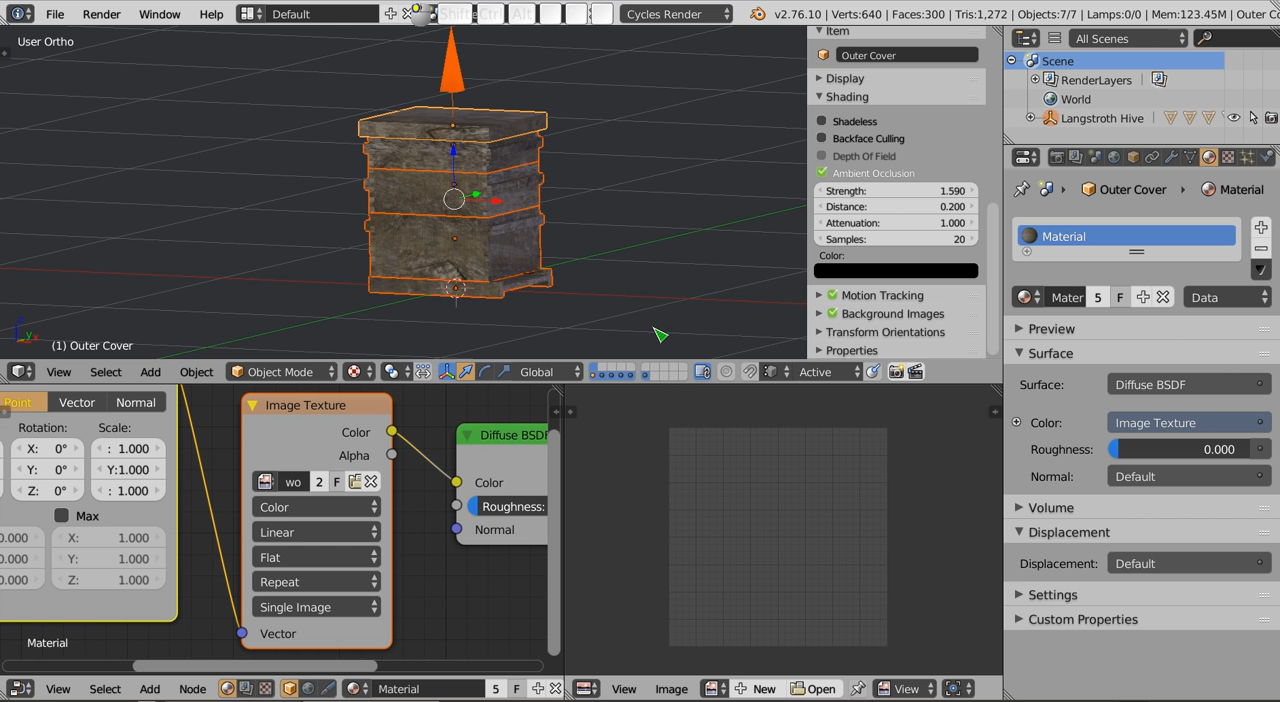 File Render Window Help Default Shift Ctrl Alt Cycles Render v2.76.10 | Verts:640 | Faces:300 | Tris:1,272 | Objects:7/7 | Lamps:0/0 | Mem:123.45M | Outer C
User Ortho
(1) Outer Cover
z y x
Item
Outer Cover
Display
Shading
Shadeless
Backface Culling
Depth Of Field
Ambient Occlusion
Strength: 1.590
Distance: 0.200
Attenuation: 1.000
Samples: 20
Color:
Motion Tracking
Background Images
Transform Orientations
Properties
All Scenes
Scene
RenderLayers
World
Langstroth Hive
Outer Cover Material
Material
Mater 5 F Data
Preview
Surface
Surface: Diffuse BSDF
Color: Image Texture
Roughness: 0.000
Normal: Default
Volume
Displacement
Displacement: Default
Settings
Custom Properties
View Select Add Object Object Mode Global Active
Point Vector Normal
Rotation: Scale:
X: 0° : 1.000
Y: 0° Y:1.000
Z: 0° : 1.000
Max
0.000 X: 1.000
0.000 Y: 1.000
0.000 Z: 1.000
Material
Image Texture
Color
Alpha
wo 2 F
Color
Linear
Flat
Repeat
Single Image
Vector
Diffuse BSDF
Color
Roughness:
Normal
View Select Add Node Material 5 F
View Image New Open View